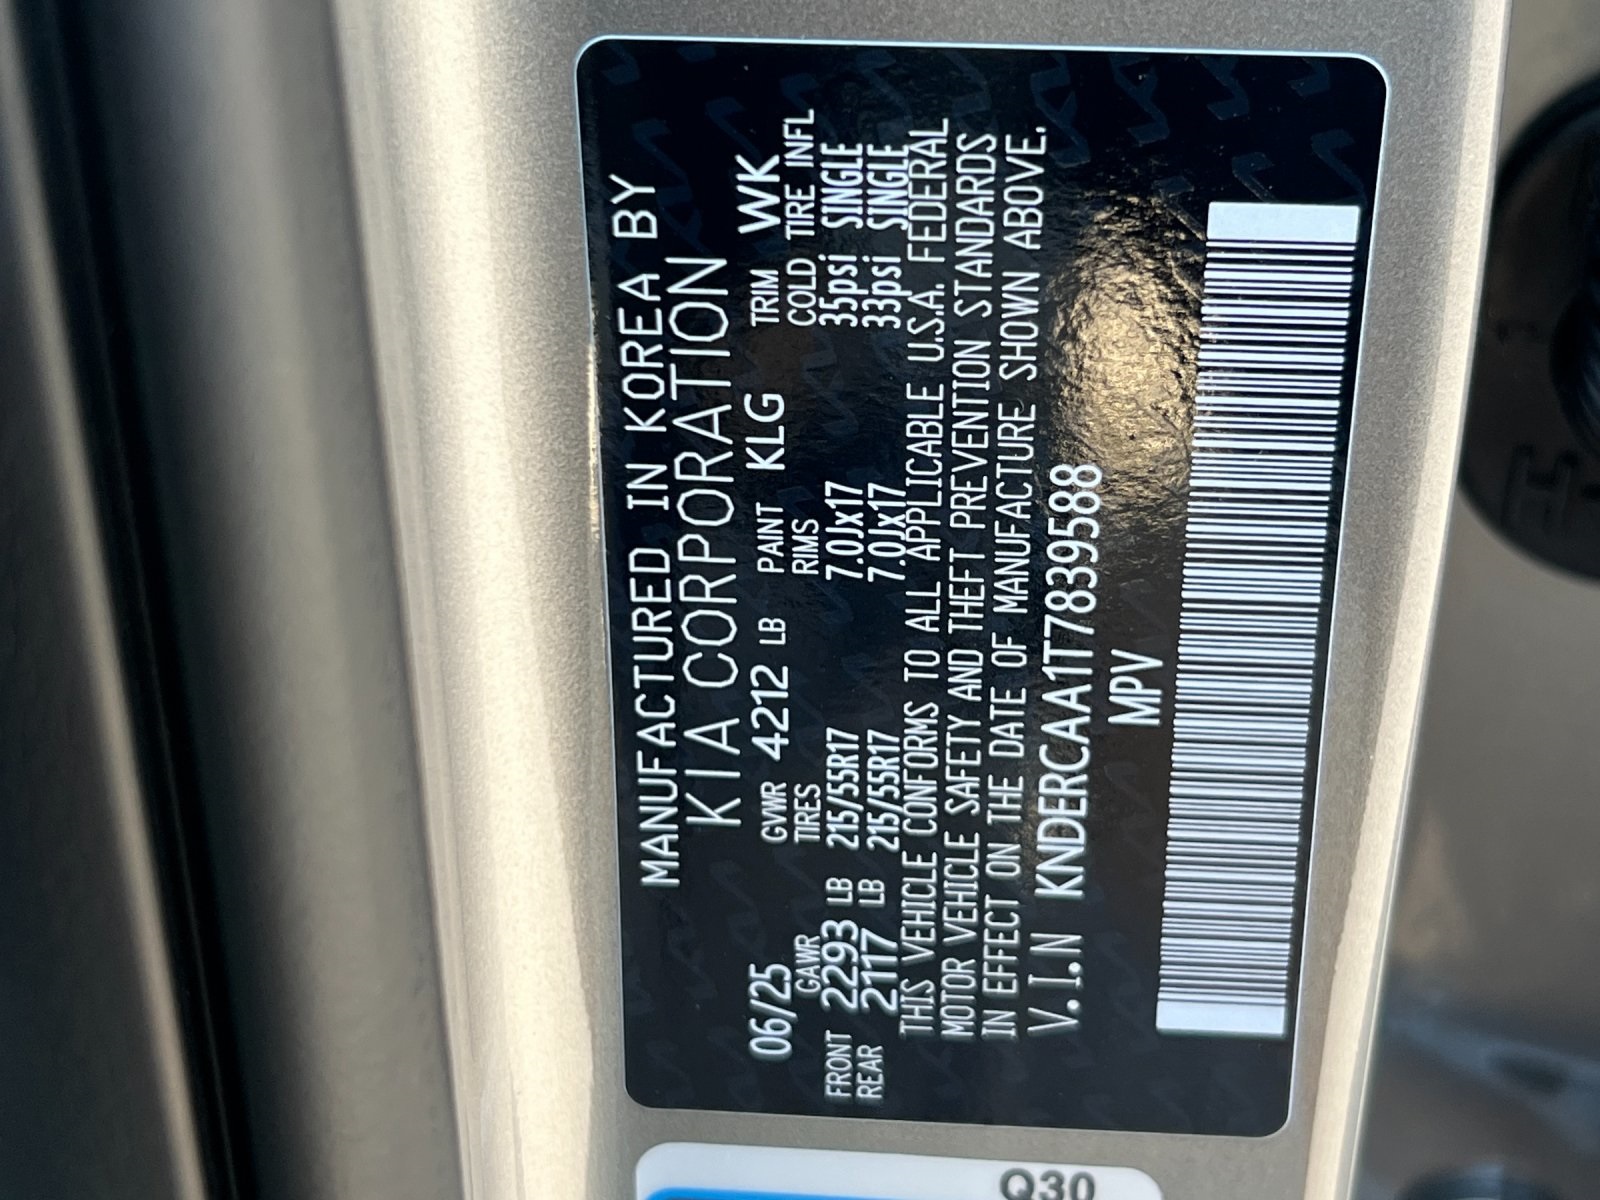 MANUFACTURED IN KOREA BY
KIA CORPORATION
06/25 GVWR 4212 LB PAINT KLG TRIM WK
GAWR TIRES RIMS COLD TIRE INFL
FRONT 2293 LB 215/55R17 7.0Jx17 35psi SINGLE
REAR 2117 LB 215/55R17 7.0Jx17 33psi SINGLE
THIS VEHICLE CONFORMS TO ALL APPLICABLE U.S.A. FEDERAL
MOTOR VEHICLE SAFETY AND THEFT PREVENTION STANDARDS
IN EFFECT ON THE DATE OF MANUFACTURE SHOWN ABOVE.
V.I.N KNDERCAA1T7839588
MPV
Q30